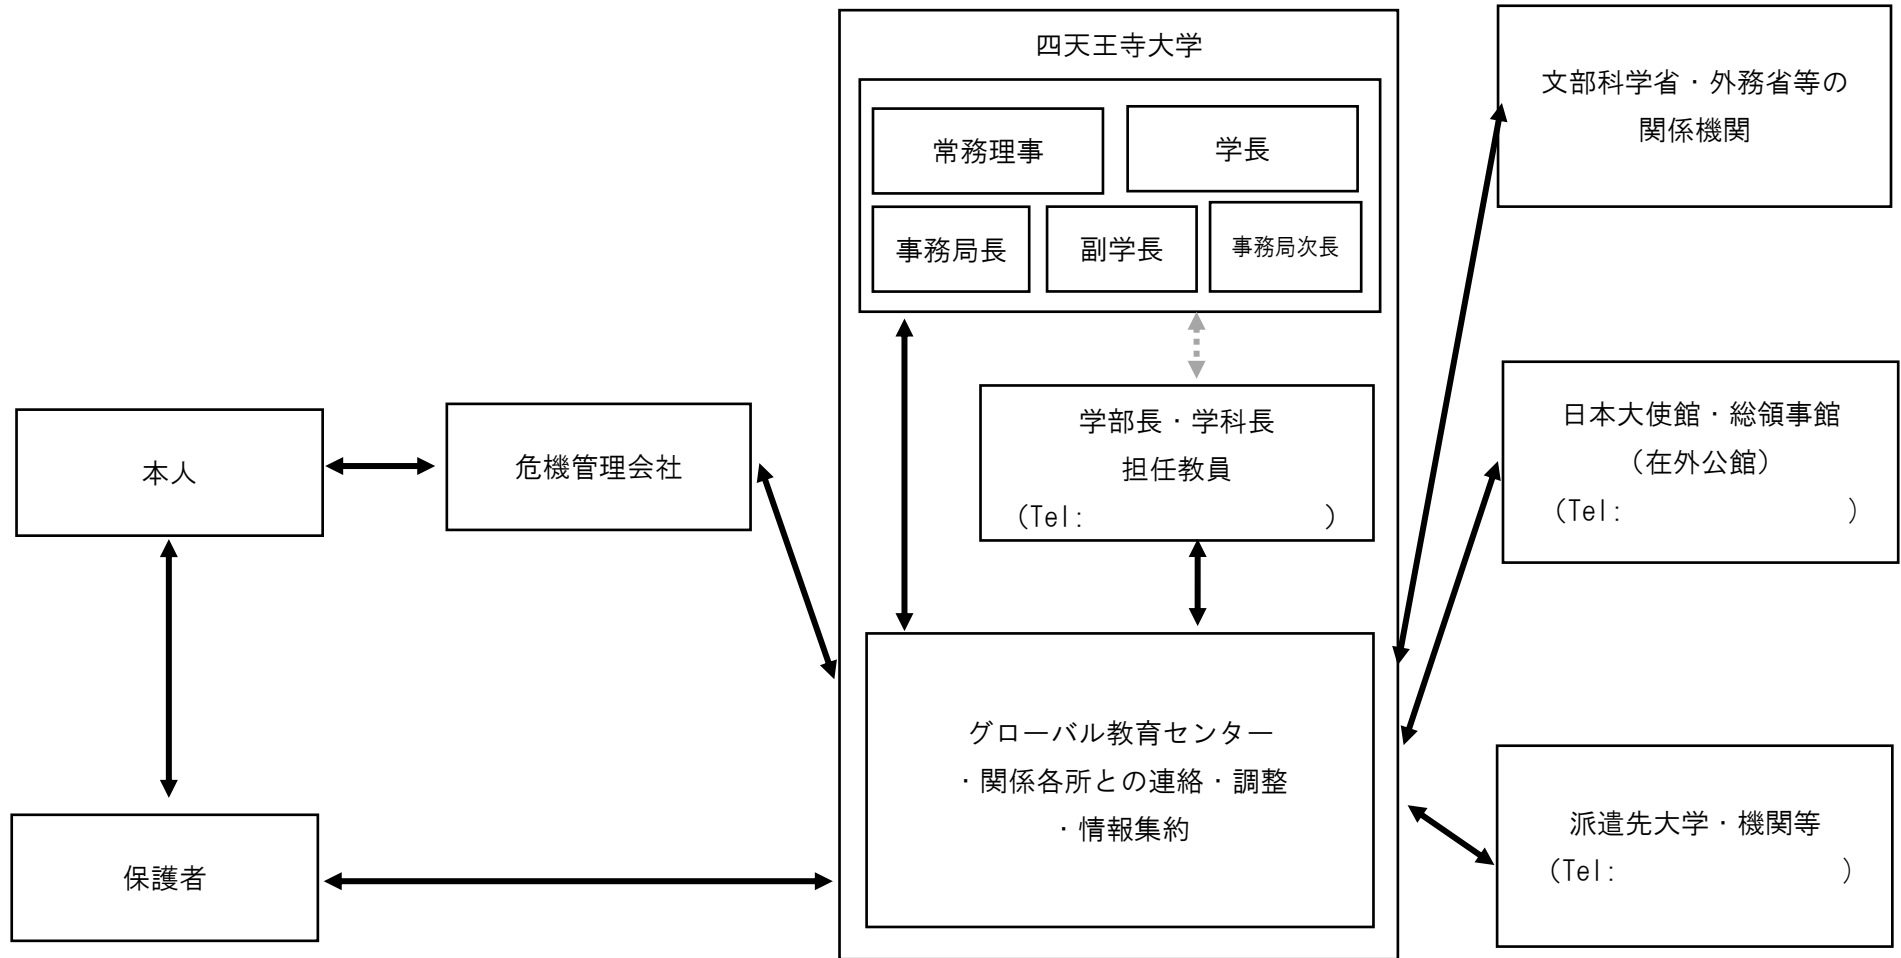 四天王寺大学
常務理事
学長
事務局長
副学長
事務局次長
学部長・学科長
担任教員
(Tel: )
グローバル教育センター
・関係各所との連絡・調整
・情報集約
本人
危機管理会社
保護者
文部科学省・外務省等の
関係機関
日本大使館・総領事館
(在外公館)
(Tel: )
派遣先大学・機関等
(Tel: )